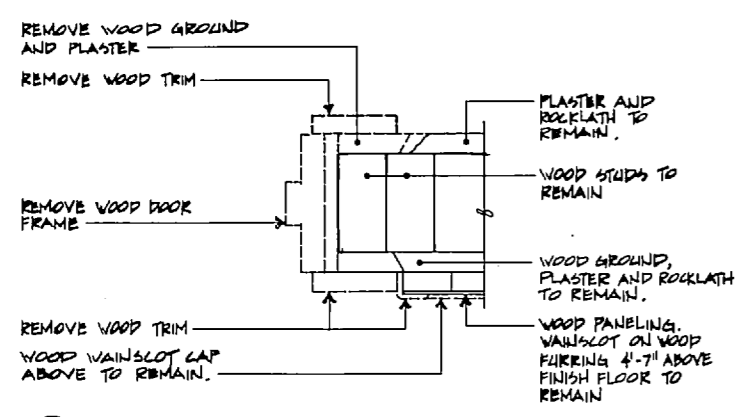 REMOVE WOOD GROUND
AND PLASTER
REMOVE WOOD TRIM
REMOVE WOOD DOOR
FRAME
REMOVE WOOD TRIM
WOOD WAINSCOT CAP
ABOVE TO REMAIN.
PLASTER AND
ROCKLATH TO
REMAIN.
WOOD STUDS TO
REMAIN
WOOD GROUND,
PLASTER AND ROCKLATH
TO REMAIN.
WOOD PANELING.
WAINSCOT ON WOOD
FURRING 4'-7" ABOVE
FINISH FLOOR TO
REMAIN